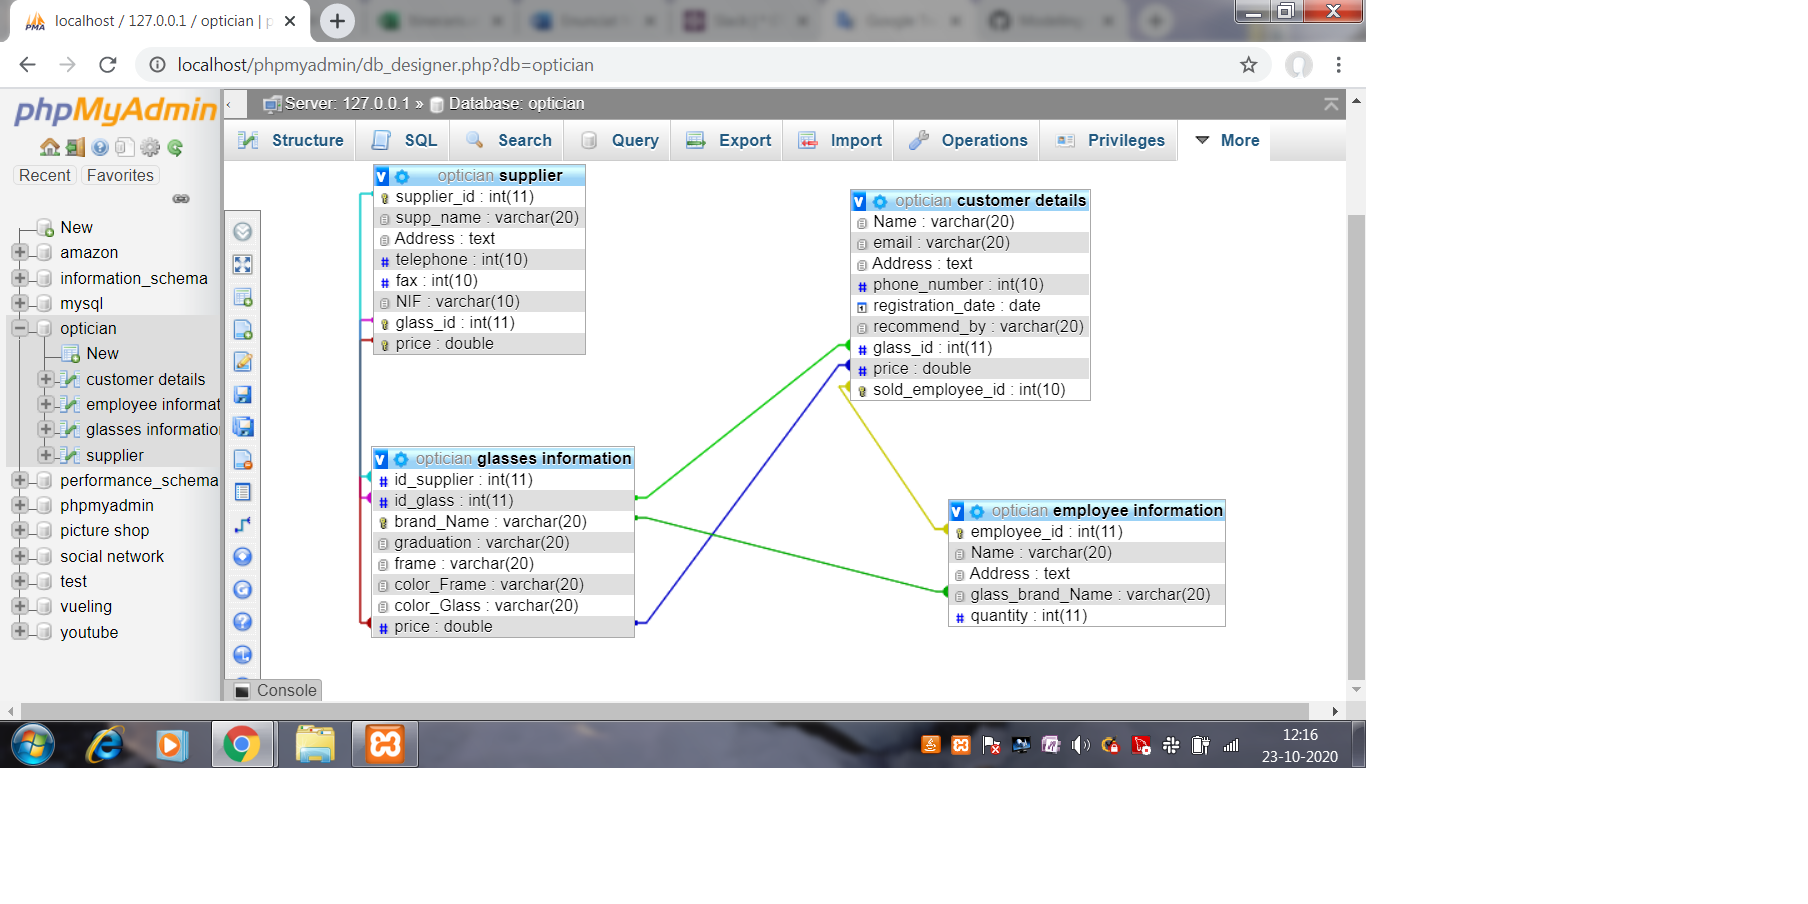 localhost / 127.0.0.1 / optician | p
localhost/phpmyadmin/db_designer.php?db=optician
phpMyAdmin
Recent
Favorites
New
amazon
information_schema
mysql
optician
New
customer details
employee informat
glasses informatio
supplier
performance_schema
phpmyadmin
picture shop
social network
test
vueling
youtube
Server: 127.0.0.1 » Database: optician
Structure
SQL
Search
Query
Export
Import
Operations
Privileges
More
optician supplier
supplier_id : int(11)
supp_name : varchar(20)
Address : text
telephone : int(10)
fax : int(10)
NIF : varchar(10)
glass_id : int(11)
price : double
optician customer details
Name : varchar(20)
email : varchar(20)
Address : text
phone_number : int(10)
registration_date : date
recommend_by : varchar(20)
glass_id : int(11)
price : double
sold_employee_id : int(10)
optician glasses information
id_supplier : int(11)
id_glass : int(11)
brand_Name : varchar(20)
graduation : varchar(20)
frame : varchar(20)
color_Frame : varchar(20)
color_Glass : varchar(20)
price : double
optician employee information
employee_id : int(11)
Name : varchar(20)
Address : text
glass_brand_Name : varchar(20)
quantity : int(11)
Console
12:16
23-10-2020